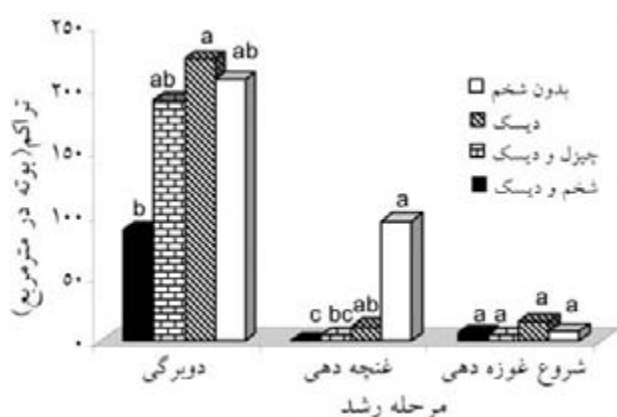 تراکم (بوته در مترمربع)
۲۵۰
۲۰۰
۱۵۰
۱۰۰
۵۰
۰
b
ab
a
ab
c
bc
ab
a
a
a
a
a
بدون شخم
دیسک
چیزل و دیسک
شخم و دیسک
دوبرگی
غنچه دهی
شروع غوزه دهی
مرحله رشد